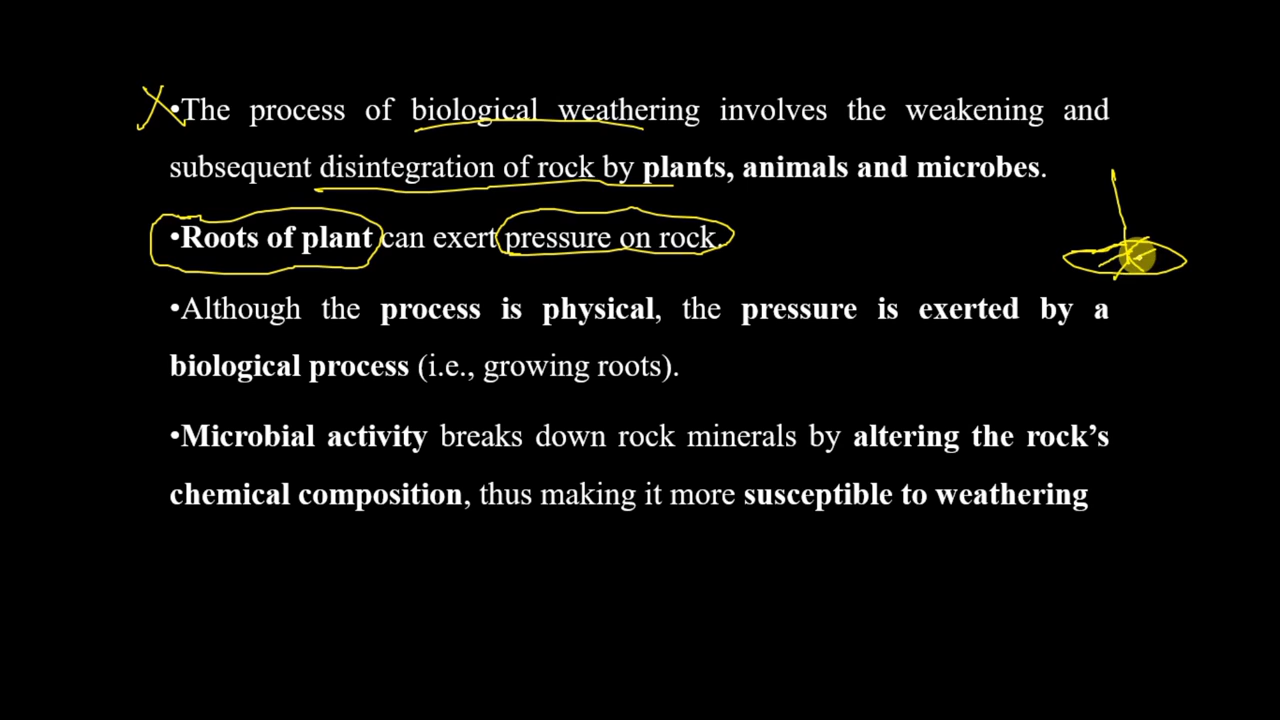 •The process of biological weathering involves the weakening and
subsequent disintegration of rock by plants, animals and microbes.
•Roots of plant can exert pressure on rock.
•Although the process is physical, the pressure is exerted by a
biological process (i.e., growing roots).
•Microbial activity breaks down rock minerals by altering the rock’s
chemical composition, thus making it more susceptible to weathering